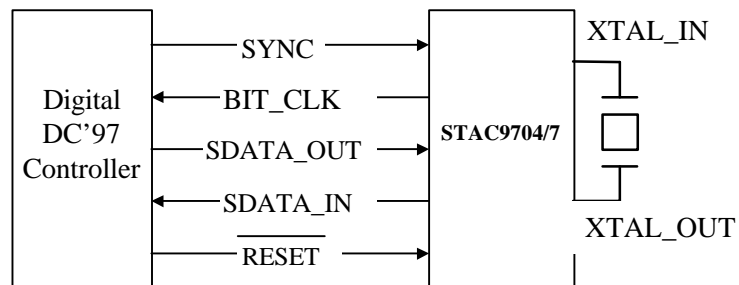 XTAL_IN
SYNC
Digital
DC’97
Controller
BIT_CLK
STAC9704/7
SDATA_OUT
SDATA_IN
XTAL_OUT
RESET